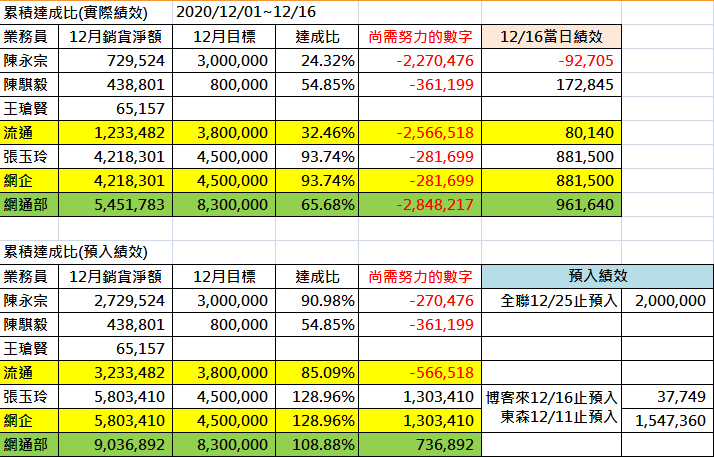 累積達成比(實際績效) 2020/12/01~12/16
業務員 12月銷貨淨額 12月目標 達成比 尚需努力的數字 12/16當日績效
陳永宗 729,524 3,000,000 24.32% -2,270,476 -92,705
陳騏毅 438,801 800,000 54.85% -361,199 172,845
王瑲賢 65,157
流通 1,233,482 3,800,000 32.46% -2,566,518 80,140
張玉玲 4,218,301 4,500,000 93.74% -281,699 881,500
網企 4,218,301 4,500,000 93.74% -281,699 881,500
網通部 5,451,783 8,300,000 65.68% -2,848,217 961,640
累積達成比(預入績效)
業務員 12月銷貨淨額 12月目標 達成比 尚需努力的數字 預入績效
陳永宗 2,729,524 3,000,000 90.98% -270,476 全聯12/25止預入 2,000,000
陳騏毅 438,801 800,000 54.85% -361,199
王瑲賢 65,157
流通 3,233,482 3,800,000 85.09% -566,518
張玉玲 5,803,410 4,500,000 128.96% 1,303,410 博客來12/16止預入 37,749
網企 5,803,410 4,500,000 128.96% 1,303,410 東森12/11止預入 1,547,360
網通部 9,036,892 8,300,000 108.88% 736,892